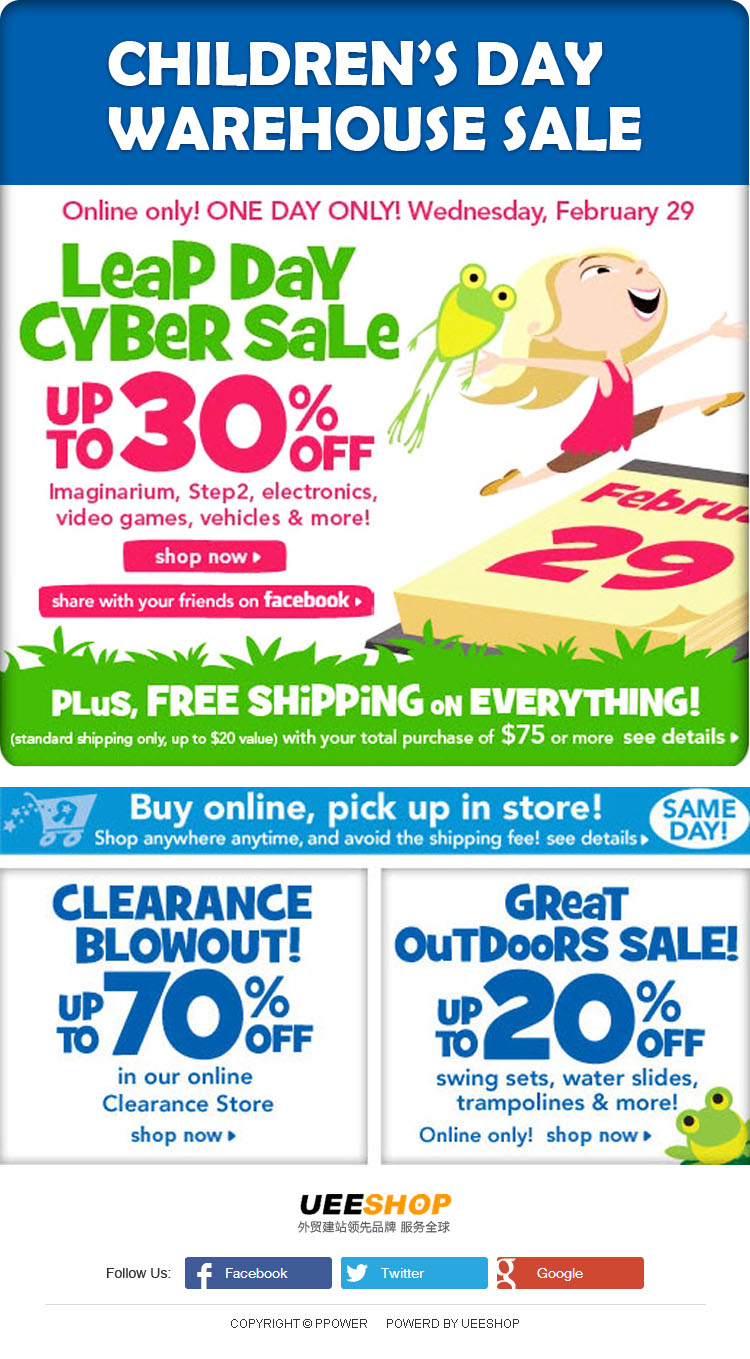 CHILDREN'S DAY
WAREHOUSE SALE
Online only! ONE DAY ONLY! Wednesday, February 29
LeaP DaY
CYBeR SaLe
UP TO 30% OFF
Imaginarium, Step2, electronics,
video games, vehicles & more!
shop now
share with your friends on facebook
Februa
29
PLuS, FREE SHiPPiNG oN EVERYTHING!
(standard shipping only, up to $20 value) with your total purchase of $75 or more see details
Buy online, pick up in store!
Shop anywhere anytime, and avoid the shipping fee! see details
SAME
DAY!
CLEARANCE
BLOWOUT!
UP TO 70% OFF
in our online
Clearance Store
shop now
GReaT
OuTDooRS SALE!
UP TO 20% OFF
swing sets, water slides,
trampolines & more!
Online only! shop now
UEESHOP
外贸建站领先品牌 服务全球
Follow Us: Facebook Twitter Google
COPYRIGHT © PPOWER POWERD BY UEESHOP